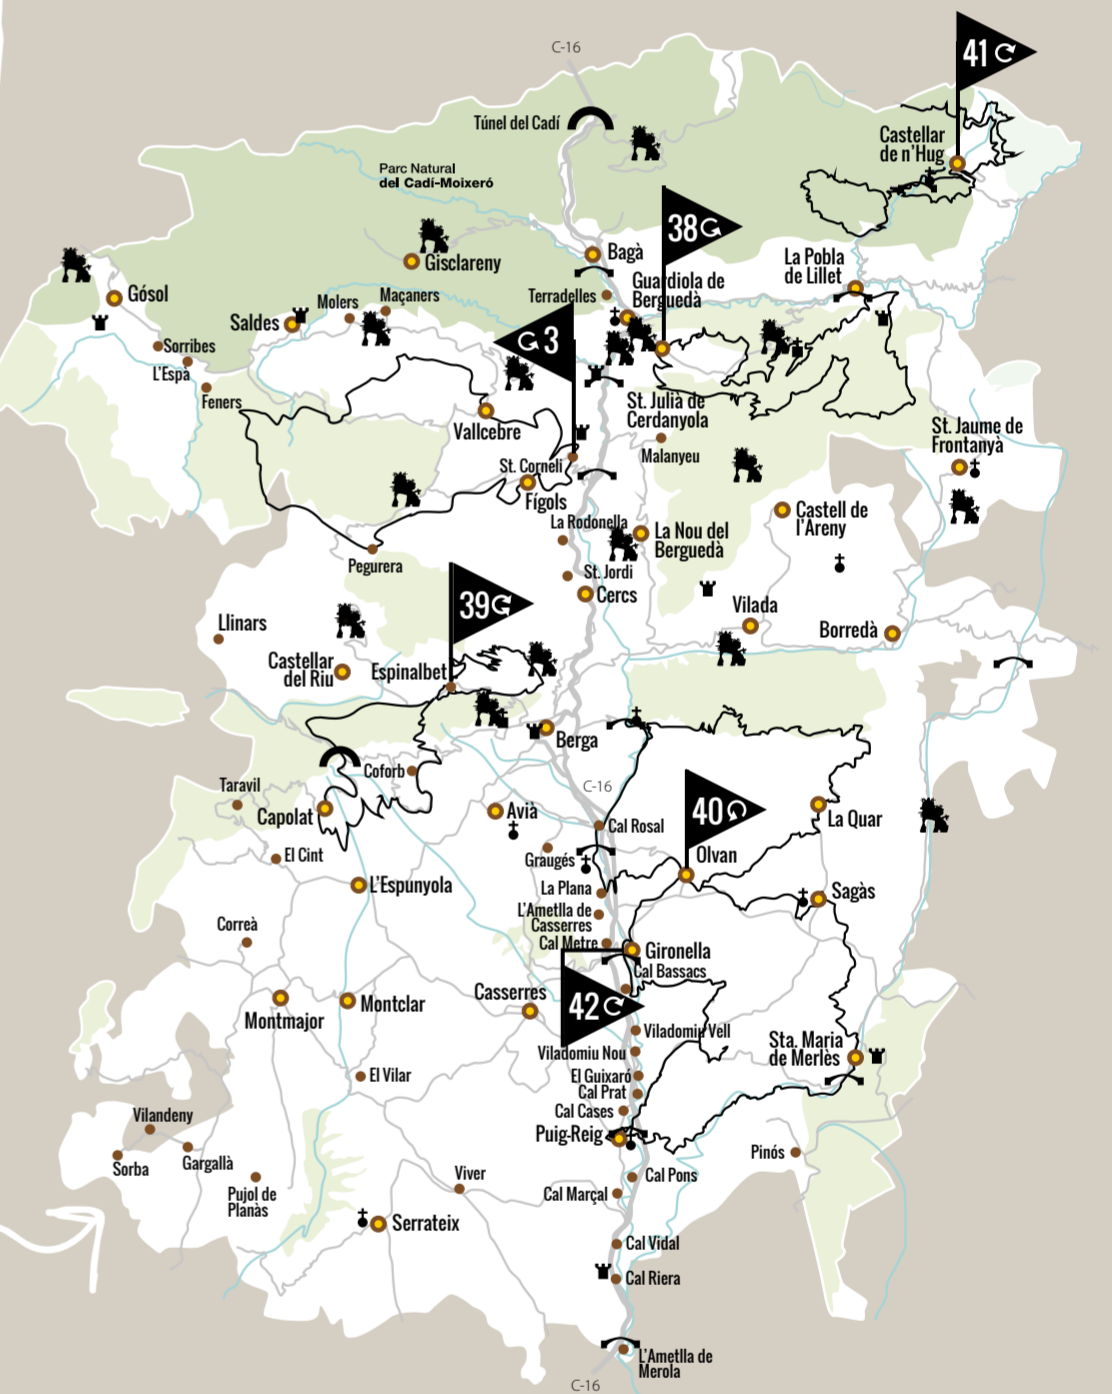 C-16
41
Túnel del Cadí
Castellar
de n'Hug
Parc Natural
del Cadí-Moixeró
38
Bagà
Gisclareny
La Pobla
de Lillet
Guardiola de
Berguedà
Terradelles
Gósol
Molers
Maçaners
Saldes
3
Sorribes
L'Espà
Feners
St. Julià de
Cerdanyola
Vallcebre
St. Jaume de
Frontanyà
Malanyeu
St. Corneli
Fígols
La Rodonella
La Nou del
Berguedà
Castell de
l'Areny
Pegurera
St. Jordi
Cercs
39
Vilada
Llinars
Borredà
Castellar
del Riu
Espinalbet
Berga
Coforb
Taravil
C-16
Capolat
Avià
40
La Quar
Cal Rosal
Olvan
El Cint
Graugés
L'Espunyola
La Plana
Sagàs
L'Ametlla de
Casserres
Correà
Cal Metre
Gironella
Cal Bassacs
Casserres
42
Montmajor
Montclar
Viladomiu Vell
Sta. Maria
de Merlès
Viladomiu Nou
El Vilar
El Guixaró
Cal Prat
Cal Cases
Vilandeny
Puig-Reig
Sorba
Gargallà
Pinós
Pujol de
Planàs
Viver
Cal Pons
Cal Marçal
Serrateix
Cal Vidal
Cal Riera
L'Ametlla de
Merola
C-16